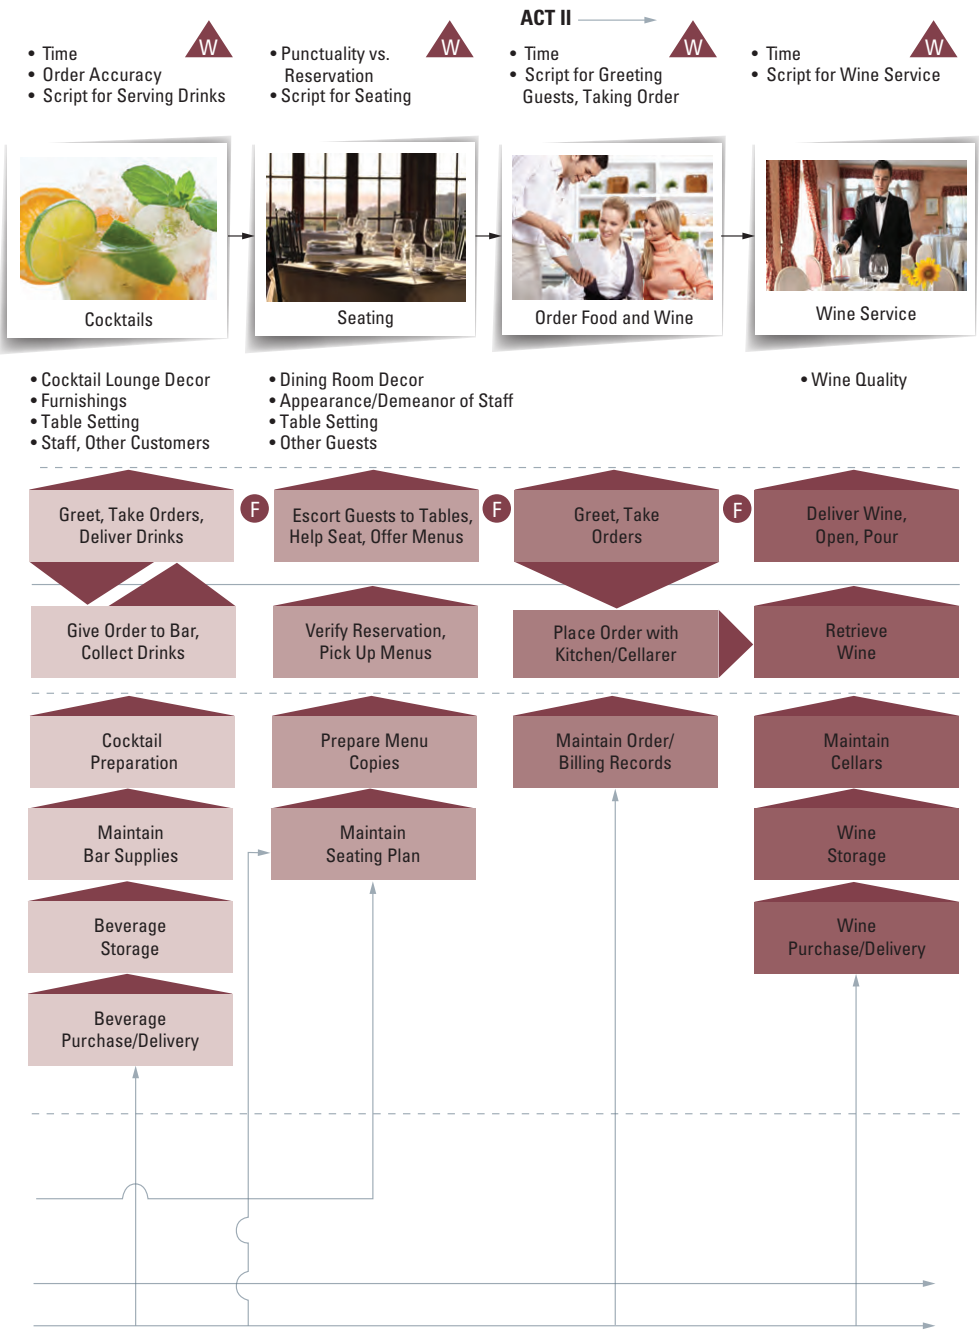 ACT II
W
W
W
W
• Time
• Order Accuracy
• Script for Serving Drinks
• Punctuality vs.
Reservation
• Script for Seating
• Time
• Script for Greeting
Guests, Taking Order
• Time
• Script for Wine Service
Cocktails
Seating
Order Food and Wine
Wine Service
• Cocktail Lounge Decor
• Furnishings
• Table Setting
• Staff, Other Customers
• Dining Room Decor
• Appearance/Demeanor of Staff
• Table Setting
• Other Guests
• Wine Quality
Greet, Take Orders,
Deliver Drinks
F
Escort Guests to Tables,
Help Seat, Offer Menus
F
Greet, Take
Orders
F
Deliver Wine,
Open, Pour
Give Order to Bar,
Collect Drinks
Verify Reservation,
Pick Up Menus
Place Order with
Kitchen/Cellarer
Retrieve
Wine
Cocktail
Preparation
Prepare Menu
Copies
Maintain Order/
Billing Records
Maintain
Cellars
Maintain
Bar Supplies
Maintain
Seating Plan
Wine
Storage
Beverage
Storage
Wine
Purchase/Delivery
Beverage
Purchase/Delivery